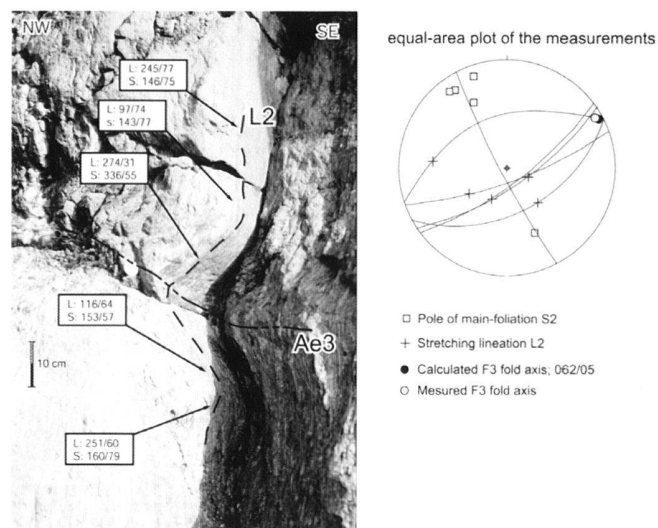 NW
SE
L: 245/77
S: 146/75
L2
L: 97/74
s: 143/77
L: 274/31
S: 336/55
L: 116/64
S: 153/57
Ae3
10 cm
L: 251/60
S: 160/79
equal-area plot of the measurements
Pole of main-foliation S2
Stretching lineation L2
Calculated F3 fold axis; 062/05
Mesured F3 fold axis